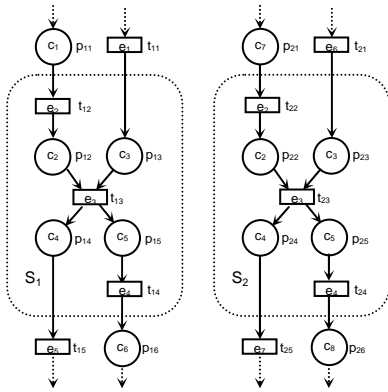 c1 p11 e1 t11 c7 p21 e6 t21
e2 t12 e2 t22
c2 p12 c3 p13 c2 p22 c3 p23
e3 t13 e3 t23
c4 p14 c5 p15 c4 p24 c5 p25
S1 e4 t14 S2 e4 t24
e5 t15 c6 p16 e7 t25 c8 p26